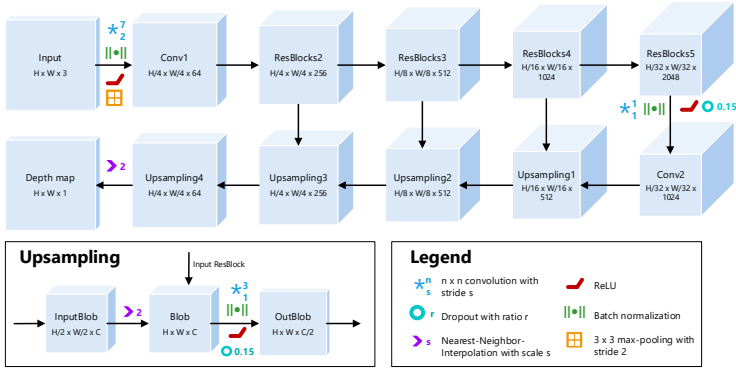 7
2
Input
H x W x 3
Conv1
H/4 x W/4 x 64
ResBlocks2
H/4 x W/4 x 256
ResBlocks3
H/8 x W/8 x 512
ResBlocks4
H/16 x W/16 x
1024
ResBlocks5
H/32 x W/32 x
2048
1
1
0.15
Depth map
H x W x 1
2
Upsampling4
H/4 x W/4 x 64
Upsampling3
H/4 x W/4 x 256
Upsampling2
H/8 x W/8 x 512
Upsampling1
H/16 x W/16 x
512
Conv2
H/32 x W/32 x
1024
Upsampling
Input ResBlock
InputBlob
H/2 x W/2 x C
2
Blob
H x W x C
3
1
0.15
OutBlob
H x W x C/2
Legend
n
s
n x n convolution with
stride s
ReLU
r Dropout with ratio r
Batch normalization
s Nearest-Neighbor-
Interpolation with scale s
3 x 3 max-pooling with
stride 2